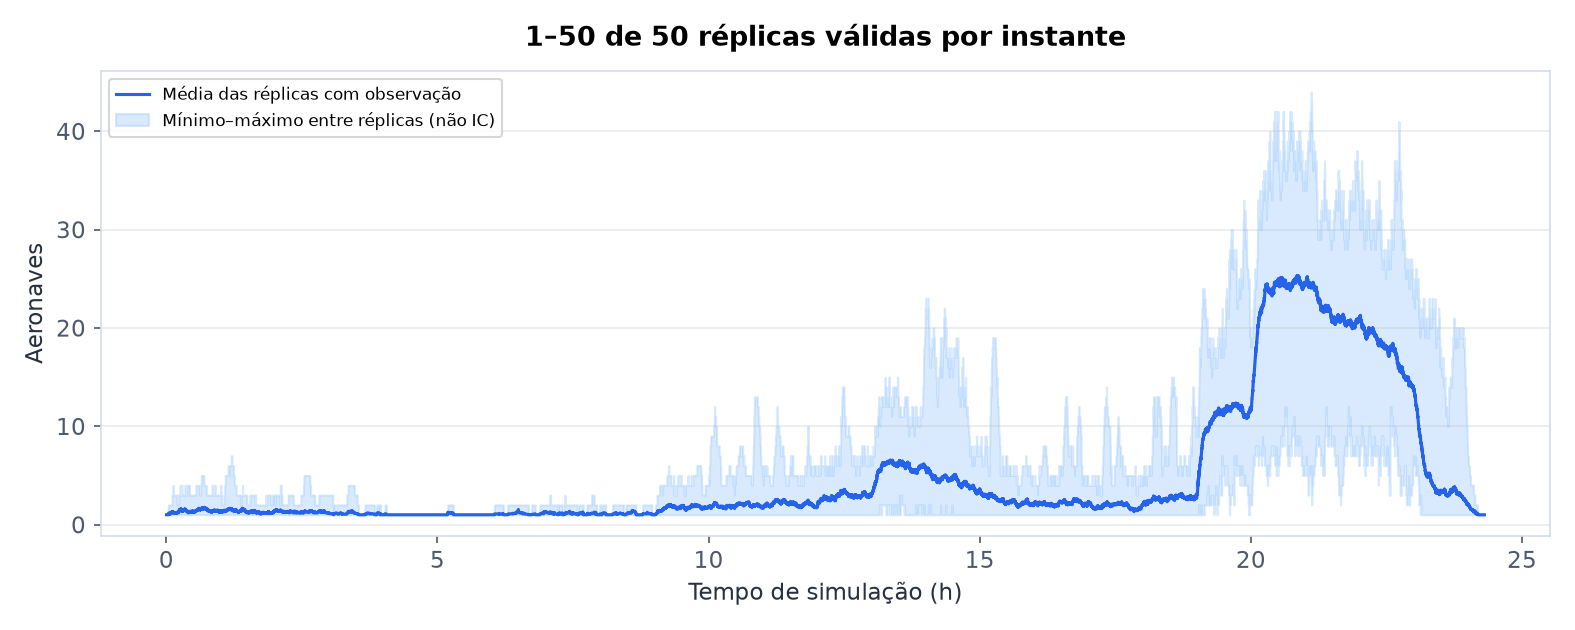 1–50 de 50 réplicas válidas por instante
Média das réplicas com observação
Mínimo–máximo entre réplicas (não IC)
Aeronaves
40
30
20
10
0
0 5 10 15 20 25
Tempo de simulação (h)